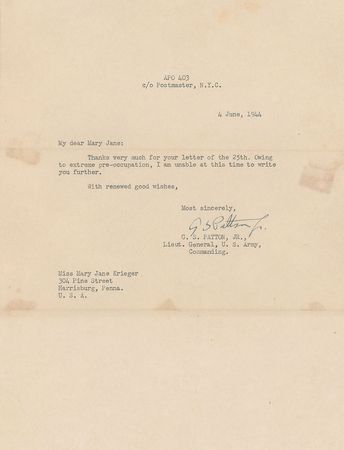 APO 403
c/o Postmaster, N.Y.C.
4 June, 1944
My dear Mary Jane:
Thanks very much for your letter of the 25th. Owing
to extreme pre-occupation, I am unable at this time to write
you further.
With renewed good wishes,
Most sincerely,
G S Patton Jr.
G. S. PATTON, JR.,
Lieut. General, U. S. Army,
Commanding.
Miss Mary Jane Krieger
304 Pine Street
Harrisburg, Penna.
U. S. A.